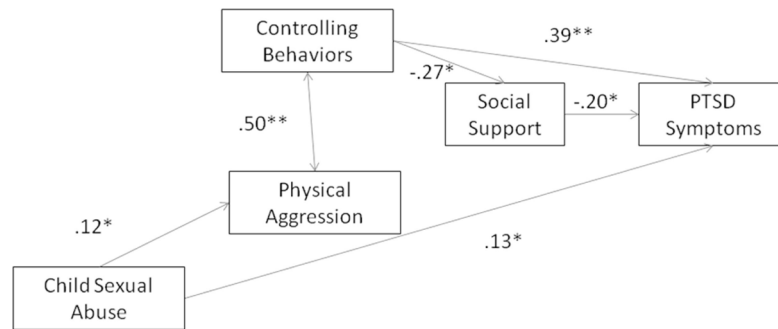 Controlling
Behaviors
.39**
-.27*
Social
Support
-.20*
PTSD
Symptoms
.50**
Physical
Aggression
.12*
.13*
Child Sexual
Abuse